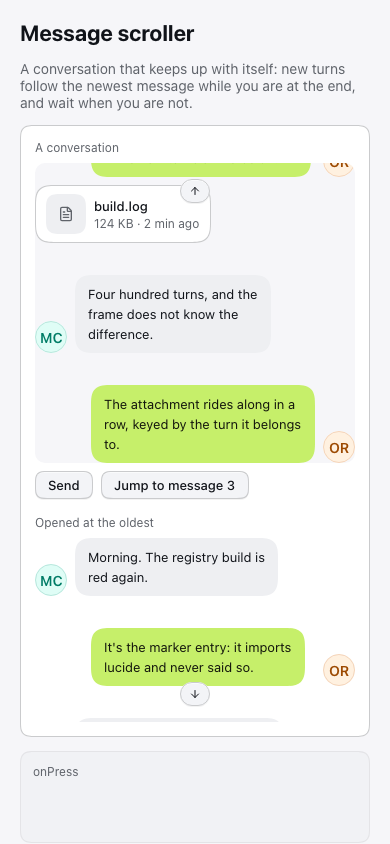 Message scroller
A conversation that keeps up with itself: new turns
follow the newest message while you are at the end,
and wait when you are not.
A conversation
OR
build.log
124 KB · 2 min ago
Four hundred turns, and the
frame does not know the
difference.
MC
The attachment rides along in a
row, keyed by the turn it belongs
to.
OR
Send
Jump to message 3
Opened at the oldest
Morning. The registry build is
red again.
MC
It's the marker entry: it imports
lucide and never said so.
OR
onPress